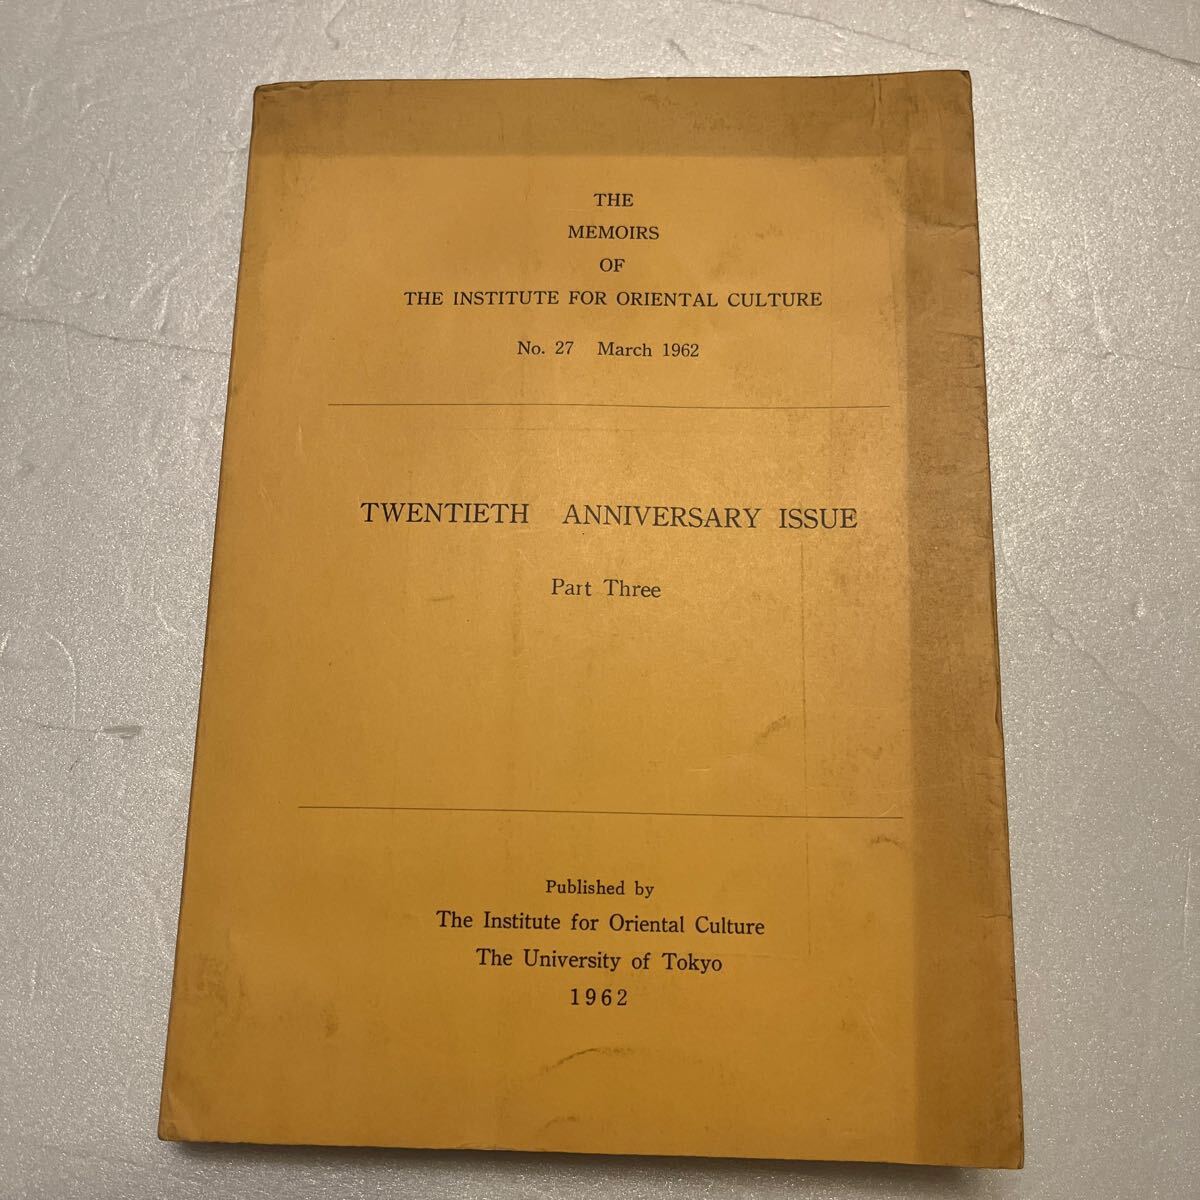 THE
MEMOIRS
OF
THE INSTITUTE FOR ORIENTAL CULTURE
No. 27 March 1962
TWENTIETH ANNIVERSARY ISSUE
Part Three
Published by
The Institute for Oriental Culture
The University of Tokyo
1962